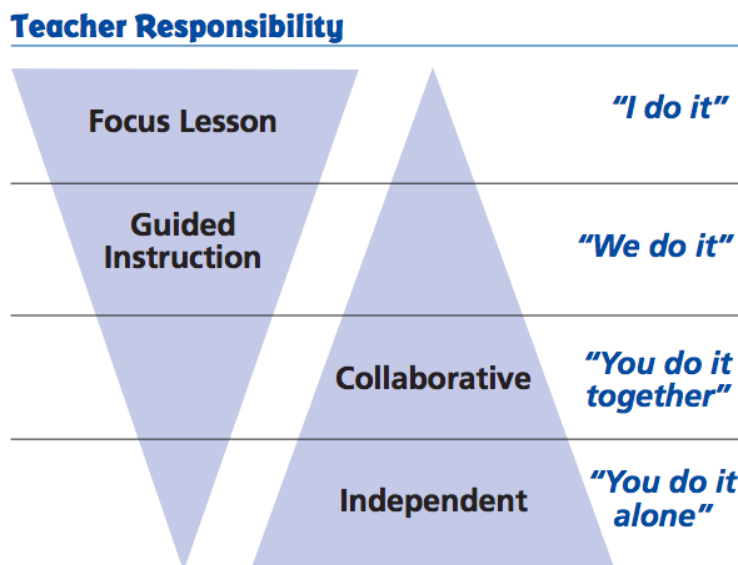 Teacher Responsibility
Focus Lesson
“I do it”
Guided
Instruction
“We do it”
Collaborative
“You do it
together”
Independent
“You do it
alone”